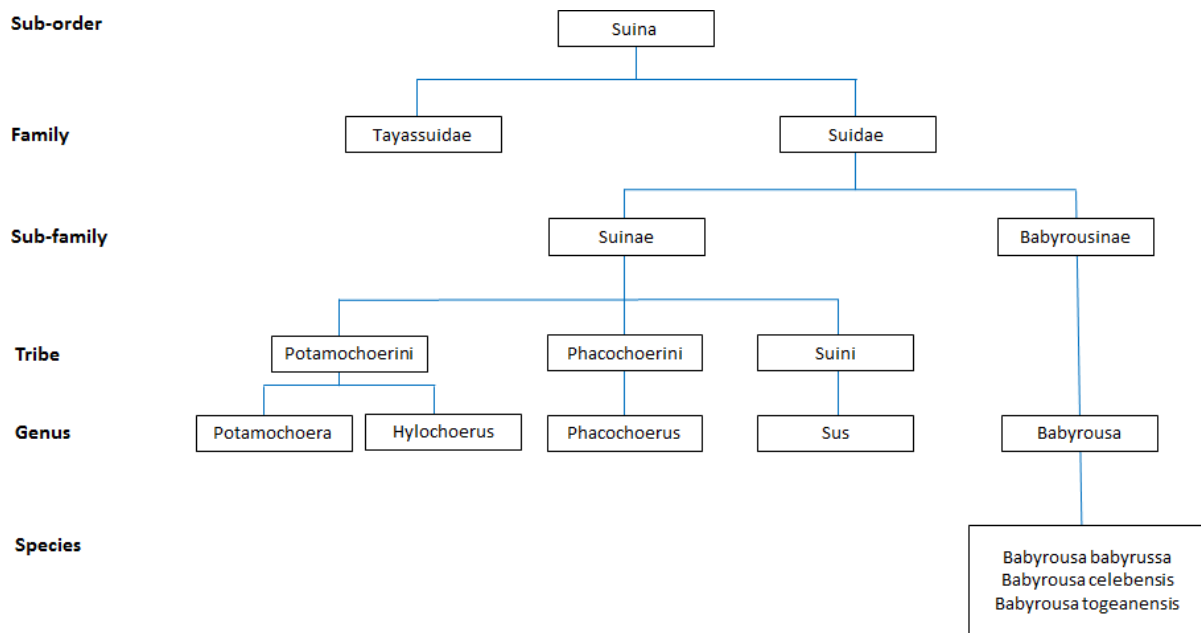 Sub-order
Suina
Family
Tayassuidae
Suidae
Sub-family
Suinae
Babyrousinae
Tribe
Potamochoerini
Phacochoerini
Suini
Genus
Potamochoera
Hylochoerus
Phacochoerus
Sus
Babyrousa
Species
Babyrousa babyrussa
Babyrousa celebensis
Babyrousa togeanensis